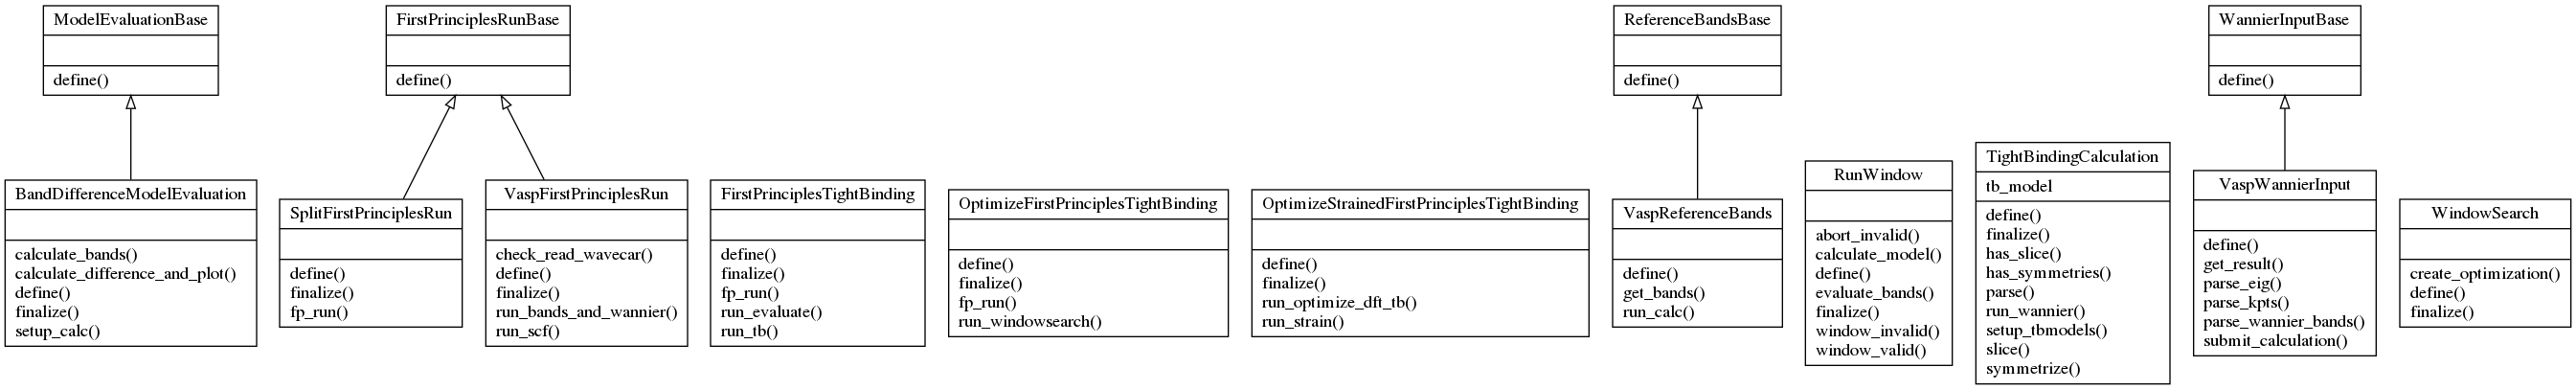 ModelEvaluationBase
define()
FirstPrinciplesRunBase
define()
ReferenceBandsBase
define()
WannierInputBase
define()
BandDifferenceModelEvaluation
calculate_bands()
calculate_difference_and_plot()
define()
finalize()
setup_calc()
SplitFirstPrinciplesRun
define()
finalize()
fp_run()
VaspFirstPrinciplesRun
check_read_wavecar()
define()
finalize()
run_bands_and_wannier()
run_scf()
FirstPrinciplesTightBinding
define()
finalize()
fp_run()
run_evaluate()
run_tb()
OptimizeFirstPrinciplesTightBinding
define()
finalize()
fp_run()
run_windowsearch()
OptimizeStrainedFirstPrinciplesTightBinding
define()
finalize()
run_optimize_dft_tb()
run_strain()
VaspReferenceBands
define()
get_bands()
run_calc()
RunWindow
abort_invalid()
calculate_model()
define()
evaluate_bands()
finalize()
window_invalid()
window_valid()
TightBindingCalculation
tb_model
define()
finalize()
has_slice()
has_symmetries()
parse()
run_wannier()
setup_tbmodels()
slice()
symmetrize()
VaspWannierInput
define()
get_result()
parse_eig()
parse_kpts()
parse_wannier_bands()
submit_calculation()
WindowSearch
create_optimization()
define()
finalize()